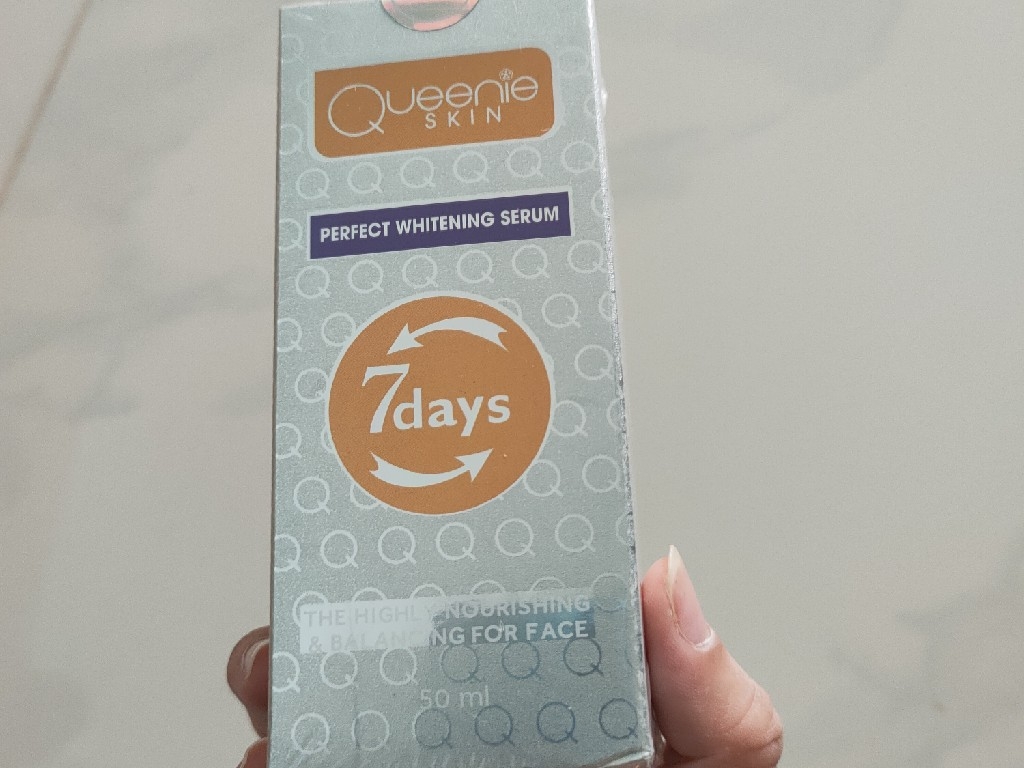 Queenie
SKIN
PERFECT WHITENING SERUM
7days
THE HIGHLY NOURISHING
& BALANCING FOR FACE
50 ml